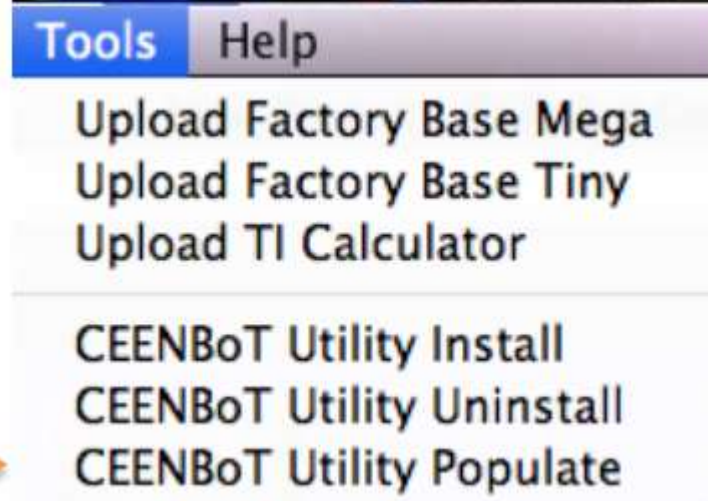 Tools Help
Upload Factory Base Mega
Upload Factory Base Tiny
Upload TI Calculator
CEENBoT Utility Install
CEENBoT Utility Uninstall
CEENBoT Utility Populate